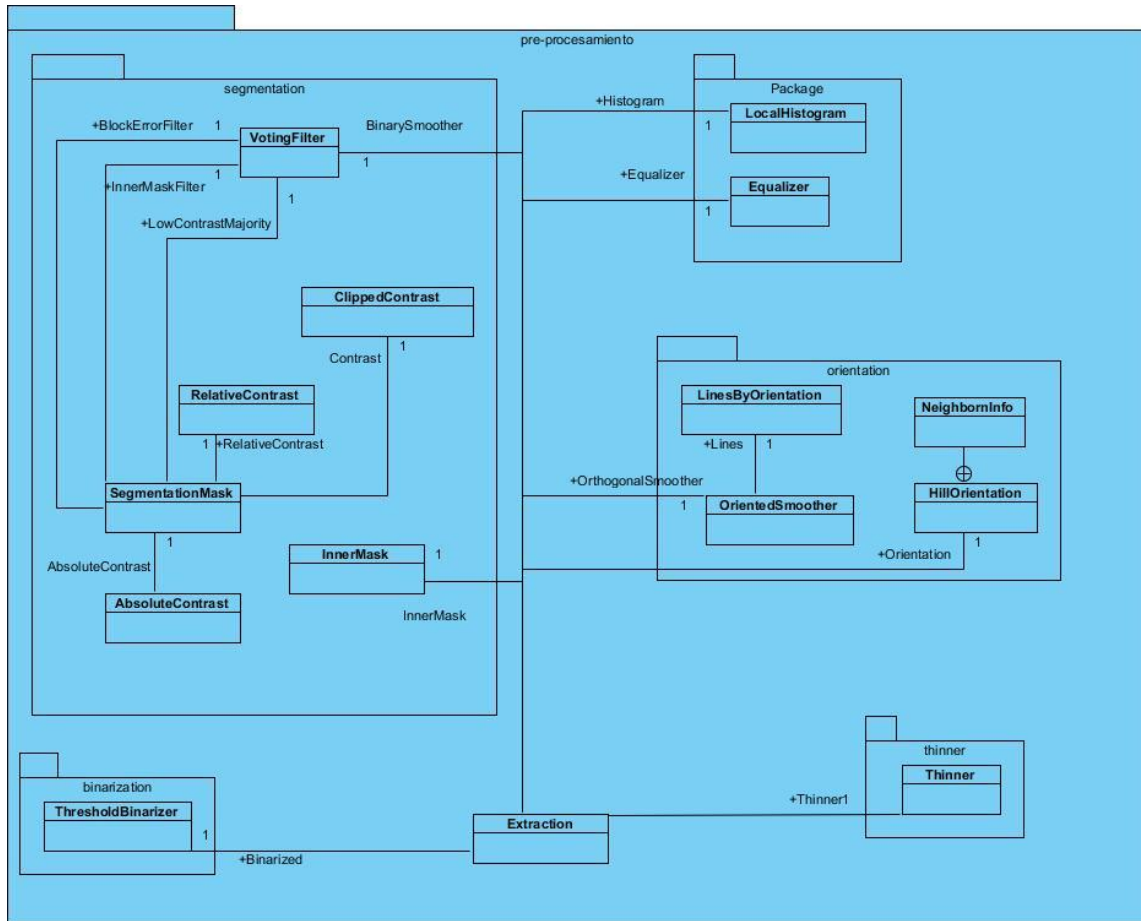 pre-procesamiento
segmentation
+BlockErrorFilter
1
VotingFilter
BinarySmoother
1
+InnerMaskFilter
1
1
+LowContrastMajority
ClippedContrast
Contrast
1
RelativeContrast
1
+RelativeContrast
SegmentationMask
1
AbsoluteContrast
AbsoluteContrast
InnerMask
1
InnerMask
Package
+Histogram
LocalHistogram
1
+Equalizer
Equalizer
1
orientation
LinesByOrientation
NeighbornInfo
+Lines
1
+OrthogonalSmoother
1
OrientedSmoother
HillOrientation
+Orientation
1
binarization
ThresholdBinarizer
1
+Binarized
Extraction
thinner
Thinner
+Thinner1